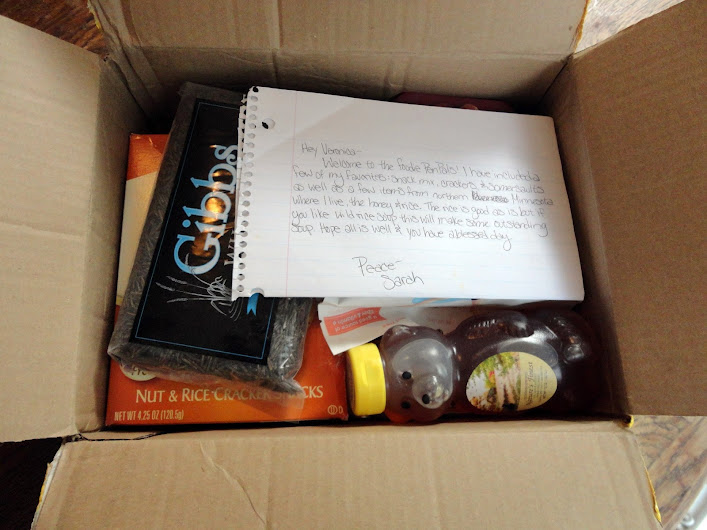 Hey Veronica-
Welcome to the Foodie PenPals! I have included a
few of my favorites: snack mix, crackers & somersaults
as well as a few items from northern Minnesota
where I live, the honey & rice. The rice is good as is but if
you like wild rice soup this will make some outstanding
soup. Hope all is well & you have a blessed day
Peace-
Sarah
Gibbs
NUT & RICE CRACKER SNACKS
NET WT 4.25 OZ (120.5g)